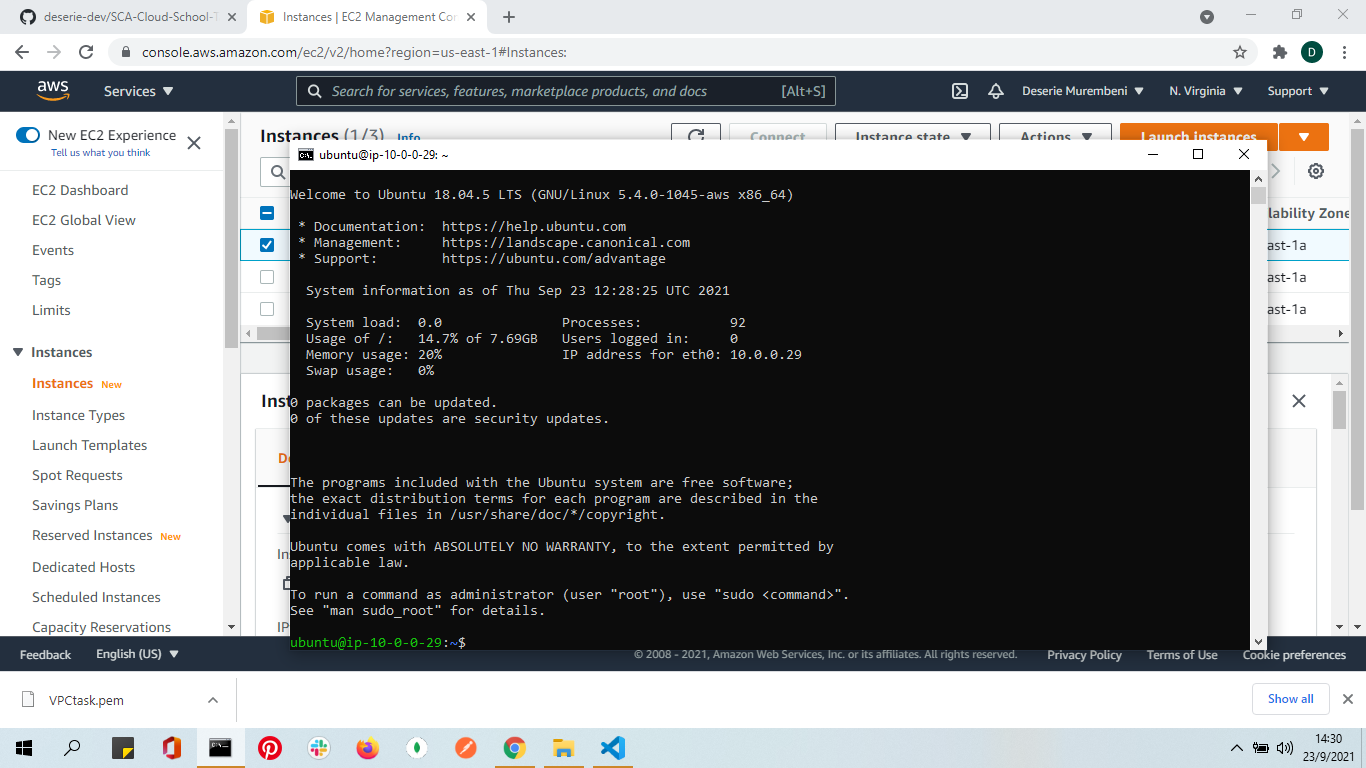 deserie-dev/SCA-Cloud-School-T
Instances | EC2 Management Con
console.aws.amazon.com/ec2/v2/home?region=us-east-1#Instances:
D
aws
Services
Search for services, features, marketplace products, and docs
[Alt+S]
Deserie Murembeni
N. Virginia
Support
New EC2 Experience
Tell us what you think
EC2 Dashboard
EC2 Global View
Events
Tags
Limits
Instances
Instances New
Instance Types
Launch Templates
Spot Requests
Savings Plans
Reserved Instances New
Dedicated Hosts
Scheduled Instances
Capacity Reservations
Instances (1/3) Info
Connect
Instance state
Actions
Launch instances
lability Zone
ast-1a
ast-1a
ast-1a
Inst
De
In
IP
ubuntu@ip-10-0-0-29: ~
Welcome to Ubuntu 18.04.5 LTS (GNU/Linux 5.4.0-1045-aws x86_64)
* Documentation: https://help.ubuntu.com
* Management: https://landscape.canonical.com
* Support: https://ubuntu.com/advantage
System information as of Thu Sep 23 12:28:25 UTC 2021
System load: 0.0 Processes: 92
Usage of /: 14.7% of 7.69GB Users logged in: 0
Memory usage: 20% IP address for eth0: 10.0.0.29
Swap usage: 0%
0 packages can be updated.
0 of these updates are security updates.
The programs included with the Ubuntu system are free software;
the exact distribution terms for each program are described in the
individual files in /usr/share/doc/*/copyright.
Ubuntu comes with ABSOLUTELY NO WARRANTY, to the extent permitted by
applicable law.
To run a command as administrator (user "root"), use "sudo <command>".
See "man sudo_root" for details.
ubuntu@ip-10-0-0-29:~$
Feedback
English (US)
© 2008 - 2021, Amazon Web Services, Inc. or its affiliates. All rights reserved.
Privacy Policy
Terms of Use
Cookie preferences
VPCtask.pem
Show all
14:30
23/9/2021